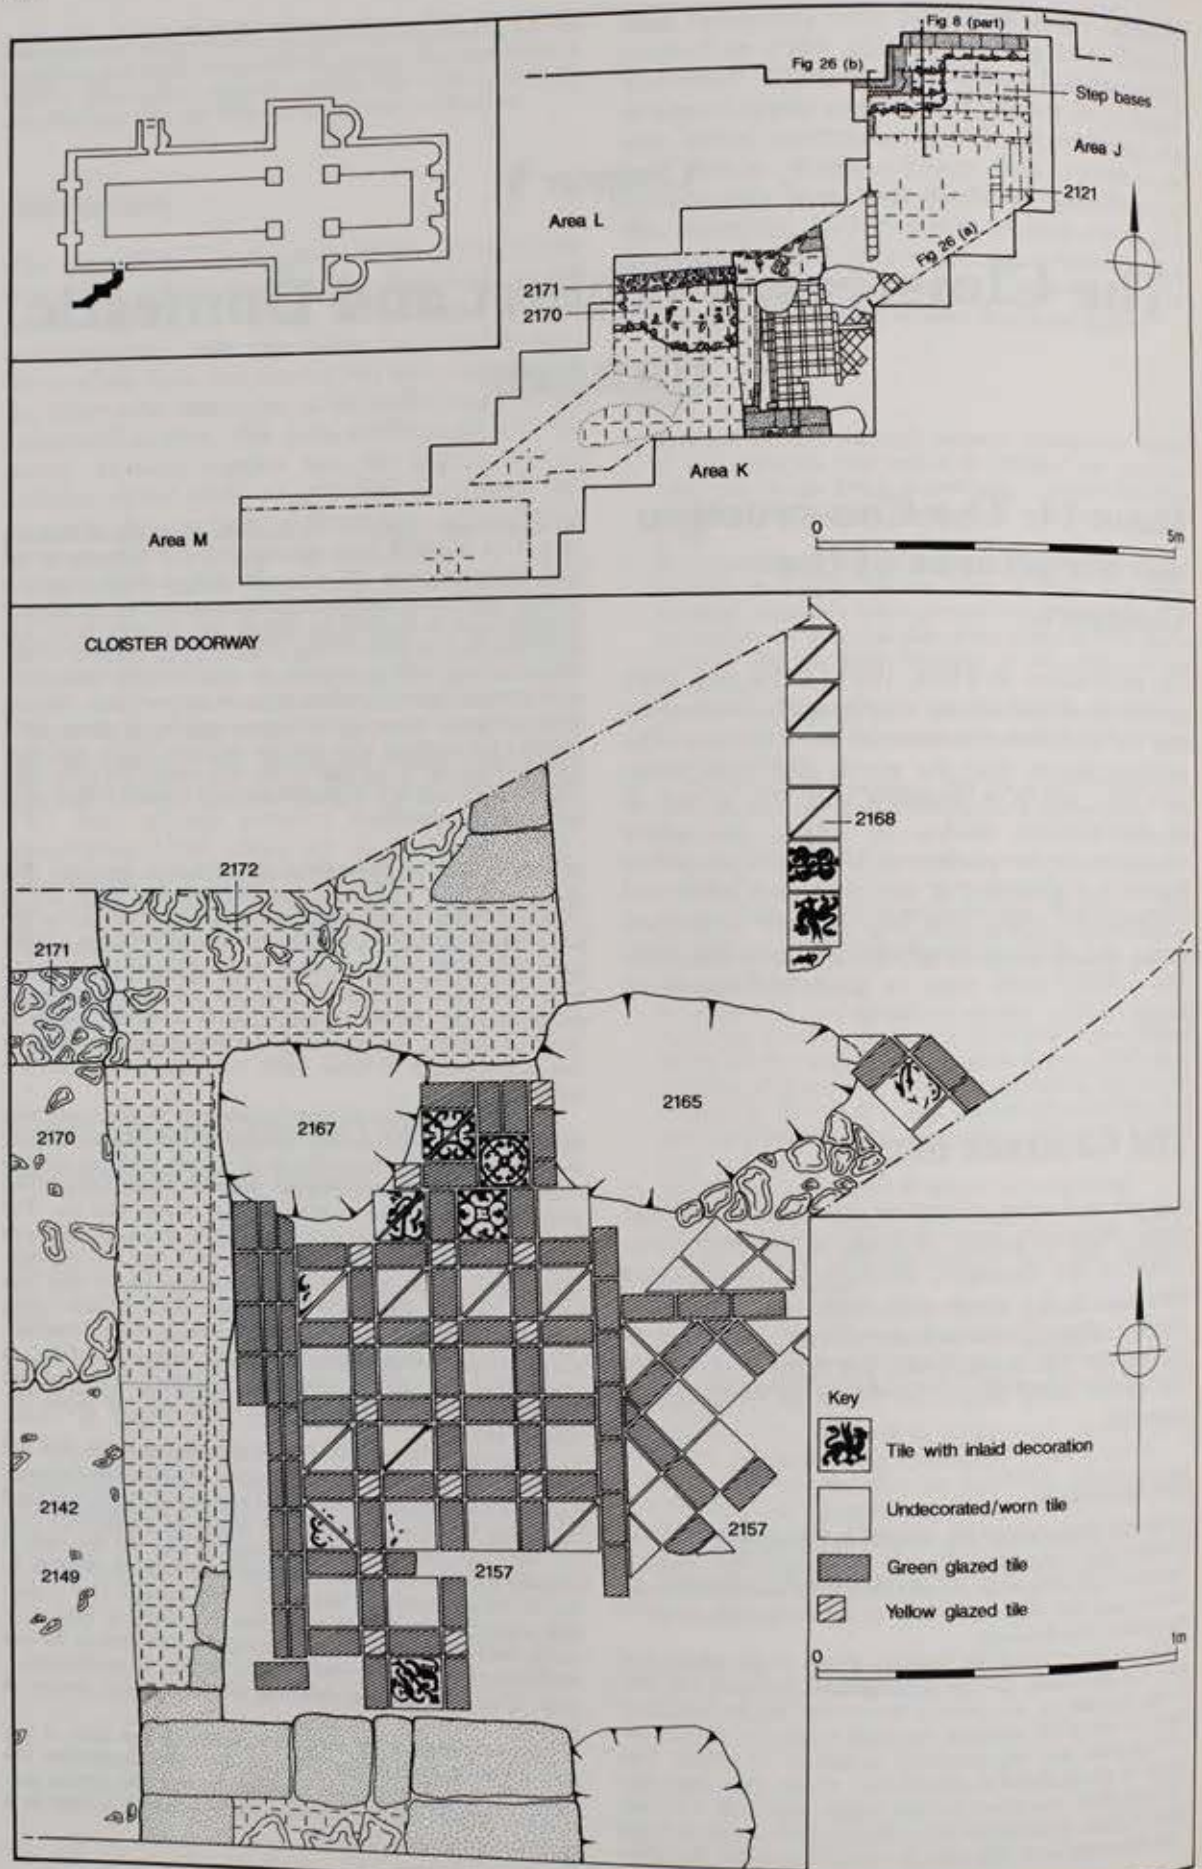 Fig 8 (part)
Fig 26 (b)
Step bases
Area J
2121
Area L
Fig 26 (a)
2171
2170
Area K
Area M
0 5m
CLOISTER DOORWAY
2168
2172
2171
2170
2167
2165
2142
2149
2157
2157
Key
Tile with inlaid decoration
Undecorated/worn tile
Green glazed tile
Yellow glazed tile
0 1m